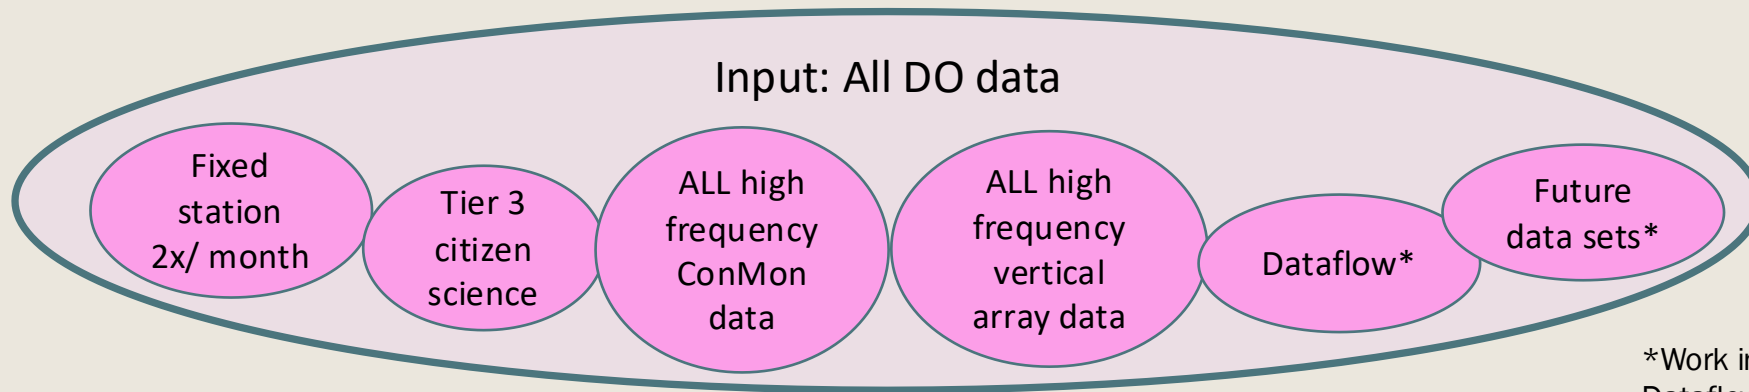 Input: All DO data
Fixed
station
2x/ month
Tier 3
citizen
science
ALL high
frequency
ConMon
data
ALL high
frequency
vertical
array data
Dataflow*
Future
data sets*
*Work